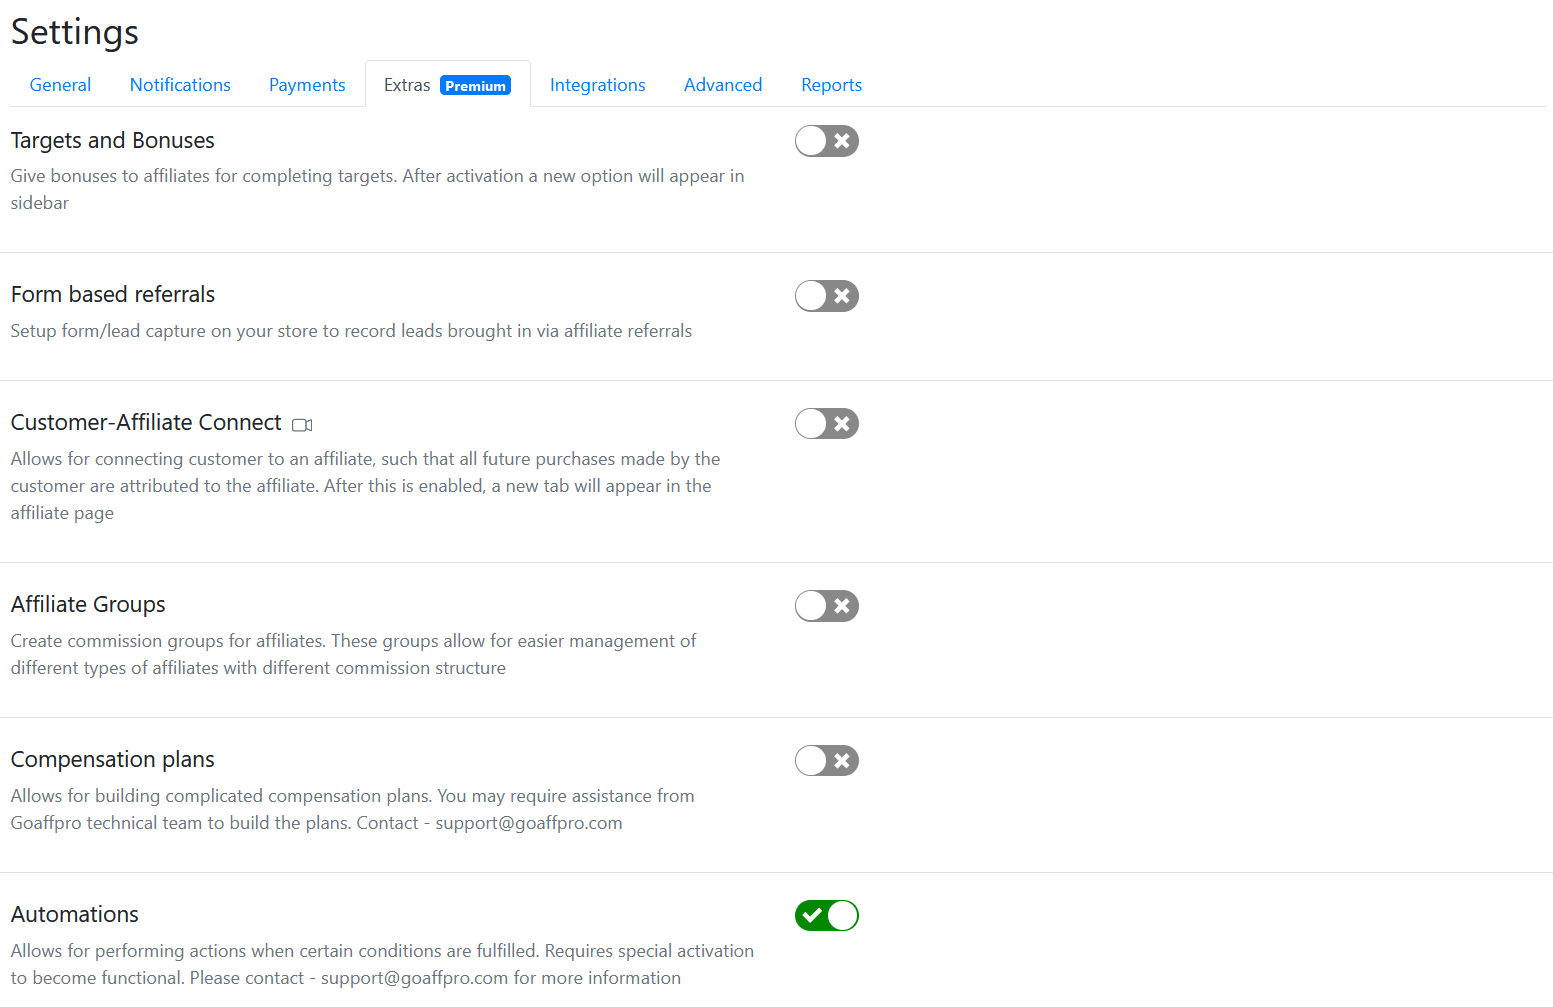 Settings
General Notifications Payments Extras Premium Integrations Advanced Reports
Targets and Bonuses
Give bonuses to affiliates for completing targets. After activation a new option will appear in
sidebar
Form based referrals
Setup form/lead capture on your store to record leads brought in via affiliate referrals
Customer-Affiliate Connect
Allows for connecting customer to an affiliate, such that all future purchases made by the
customer are attributed to the affiliate. After this is enabled, a new tab will appear in the
affiliate page
Affiliate Groups
Create commission groups for affiliates. These groups allow for easier management of
different types of affiliates with different commission structure
Compensation plans
Allows for building complicated compensation plans. You may require assistance from
Goaffpro technical team to build the plans. Contact - support@goaffpro.com
Automations
Allows for performing actions when certain conditions are fulfilled. Requires special activation
to become functional. Please contact - support@goaffpro.com for more information